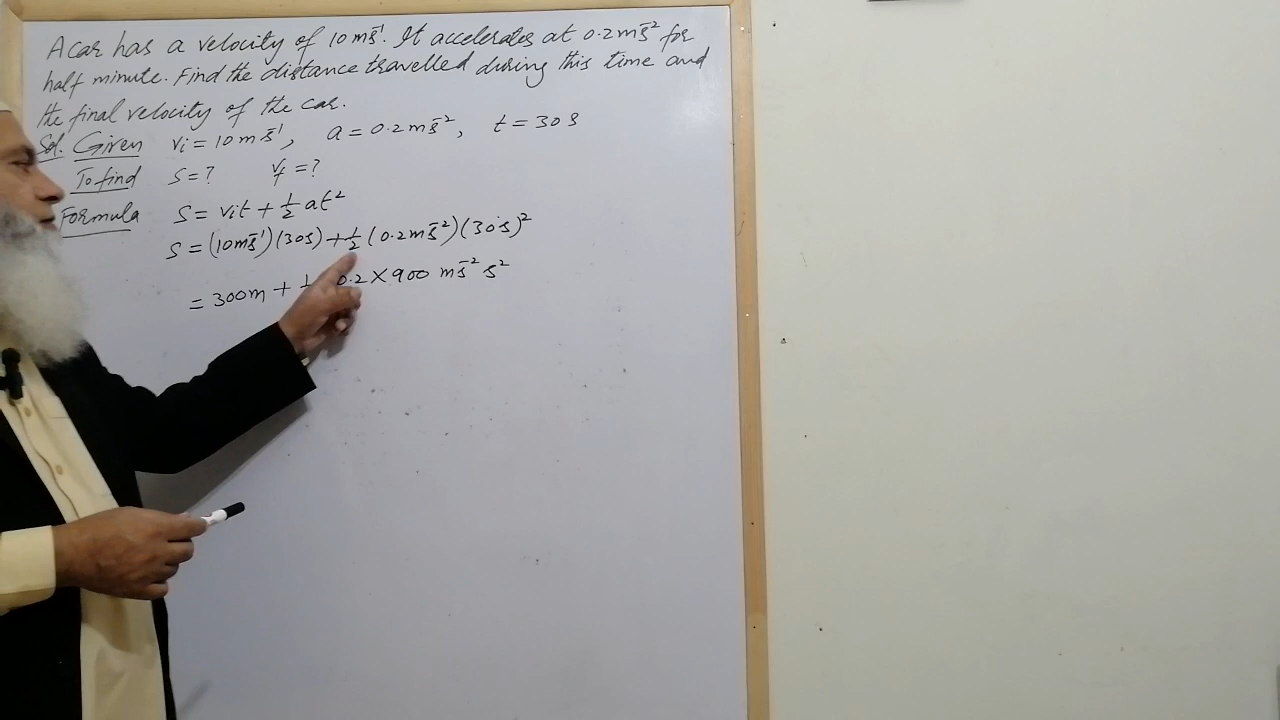 A car has a velocity of 10 ms⁻¹. It accelerates at 0.2 ms⁻² for
half minute. Find the distance travelled during this time and
the final velocity of the car.
Sol. Given vi = 10 ms⁻¹, a = 0.2 ms⁻², t = 30 s
To find S = ? vf = ?
Formula S = vit + 1/2 at²
S = (10 ms⁻¹)(30s) + 1/2 (0.2 ms⁻²)(30s)²
= 300m + 0.2 × 900 ms⁻² s²